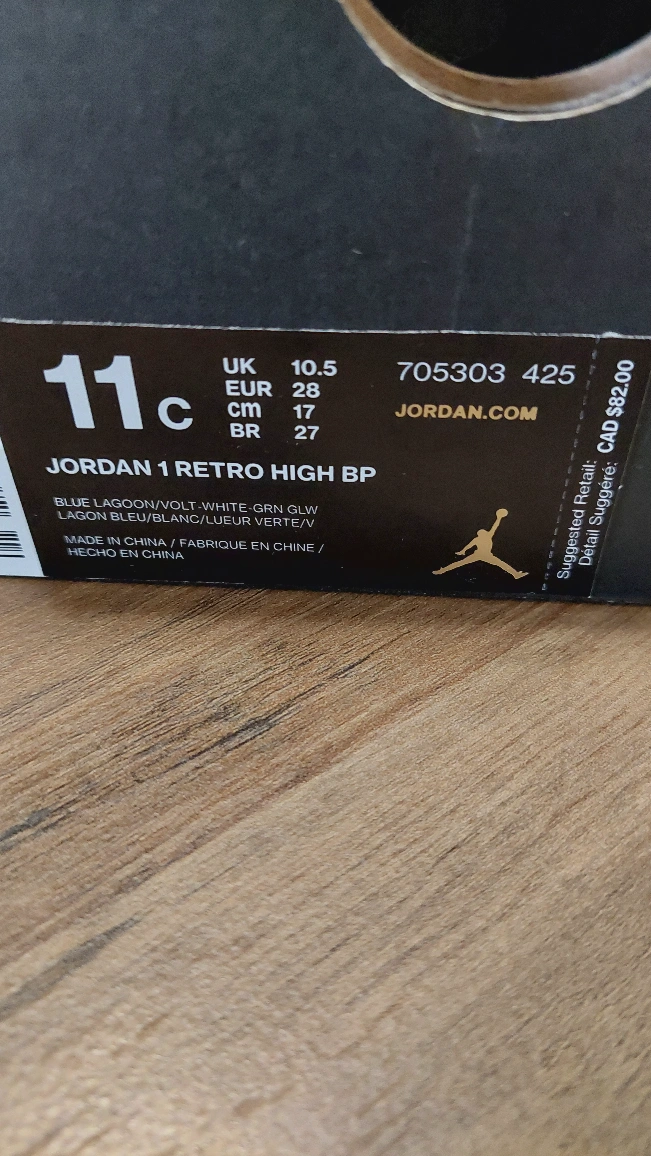 11 C
UK 10.5
EUR 28
cm 17
BR 27
705303 425
JORDAN.COM
JORDAN 1 RETRO HIGH BP
BLUE LAGOON/VOLT-WHITE-GRN GLW
LAGON BLEU/BLANC/LUEUR VERTE/V
MADE IN CHINA / FABRIQUE EN CHINE /
HECHO EN CHINA
Suggested Retail:
Détail Suggéré: CAD $82.00